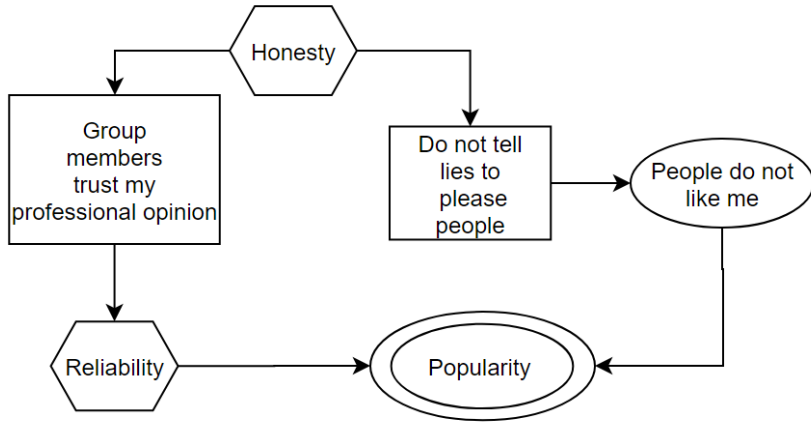 Honesty
Group
members
trust my
professional opinion
Do not tell
lies to
please
people
People do not
like me
Reliability
Popularity